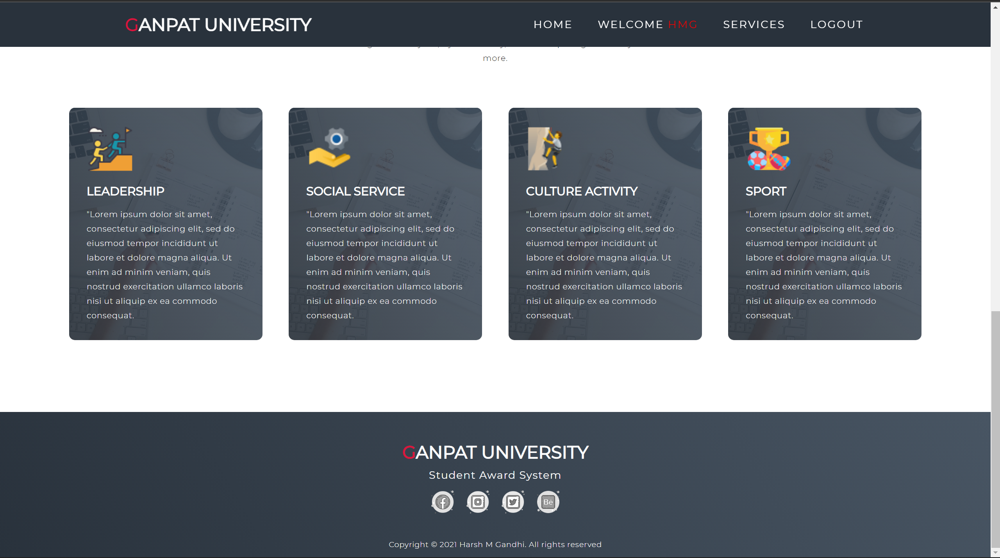 GANPAT UNIVERSITY
HOME WELCOME HMG SERVICES LOGOUT
more.
LEADERSHIP
"Lorem ipsum dolor sit amet,
consectetur adipiscing elit, sed do
eiusmod tempor incididunt ut
labore et dolore magna aliqua. Ut
enim ad minim veniam, quis
nostrud exercitation ullamco laboris
nisi ut aliquip ex ea commodo
consequat.
SOCIAL SERVICE
"Lorem ipsum dolor sit amet,
consectetur adipiscing elit, sed do
eiusmod tempor incididunt ut
labore et dolore magna aliqua. Ut
enim ad minim veniam, quis
nostrud exercitation ullamco laboris
nisi ut aliquip ex ea commodo
consequat.
CULTURE ACTIVITY
"Lorem ipsum dolor sit amet,
consectetur adipiscing elit, sed do
eiusmod tempor incididunt ut
labore et dolore magna aliqua. Ut
enim ad minim veniam, quis
nostrud exercitation ullamco laboris
nisi ut aliquip ex ea commodo
consequat.
SPORT
"Lorem ipsum dolor sit amet,
consectetur adipiscing elit, sed do
eiusmod tempor incididunt ut
labore et dolore magna aliqua. Ut
enim ad minim veniam, quis
nostrud exercitation ullamco laboris
nisi ut aliquip ex ea commodo
consequat.
GANPAT UNIVERSITY
Student Award System
Bē
Copyright © 2021 Harsh M Gandhi. All rights reserved